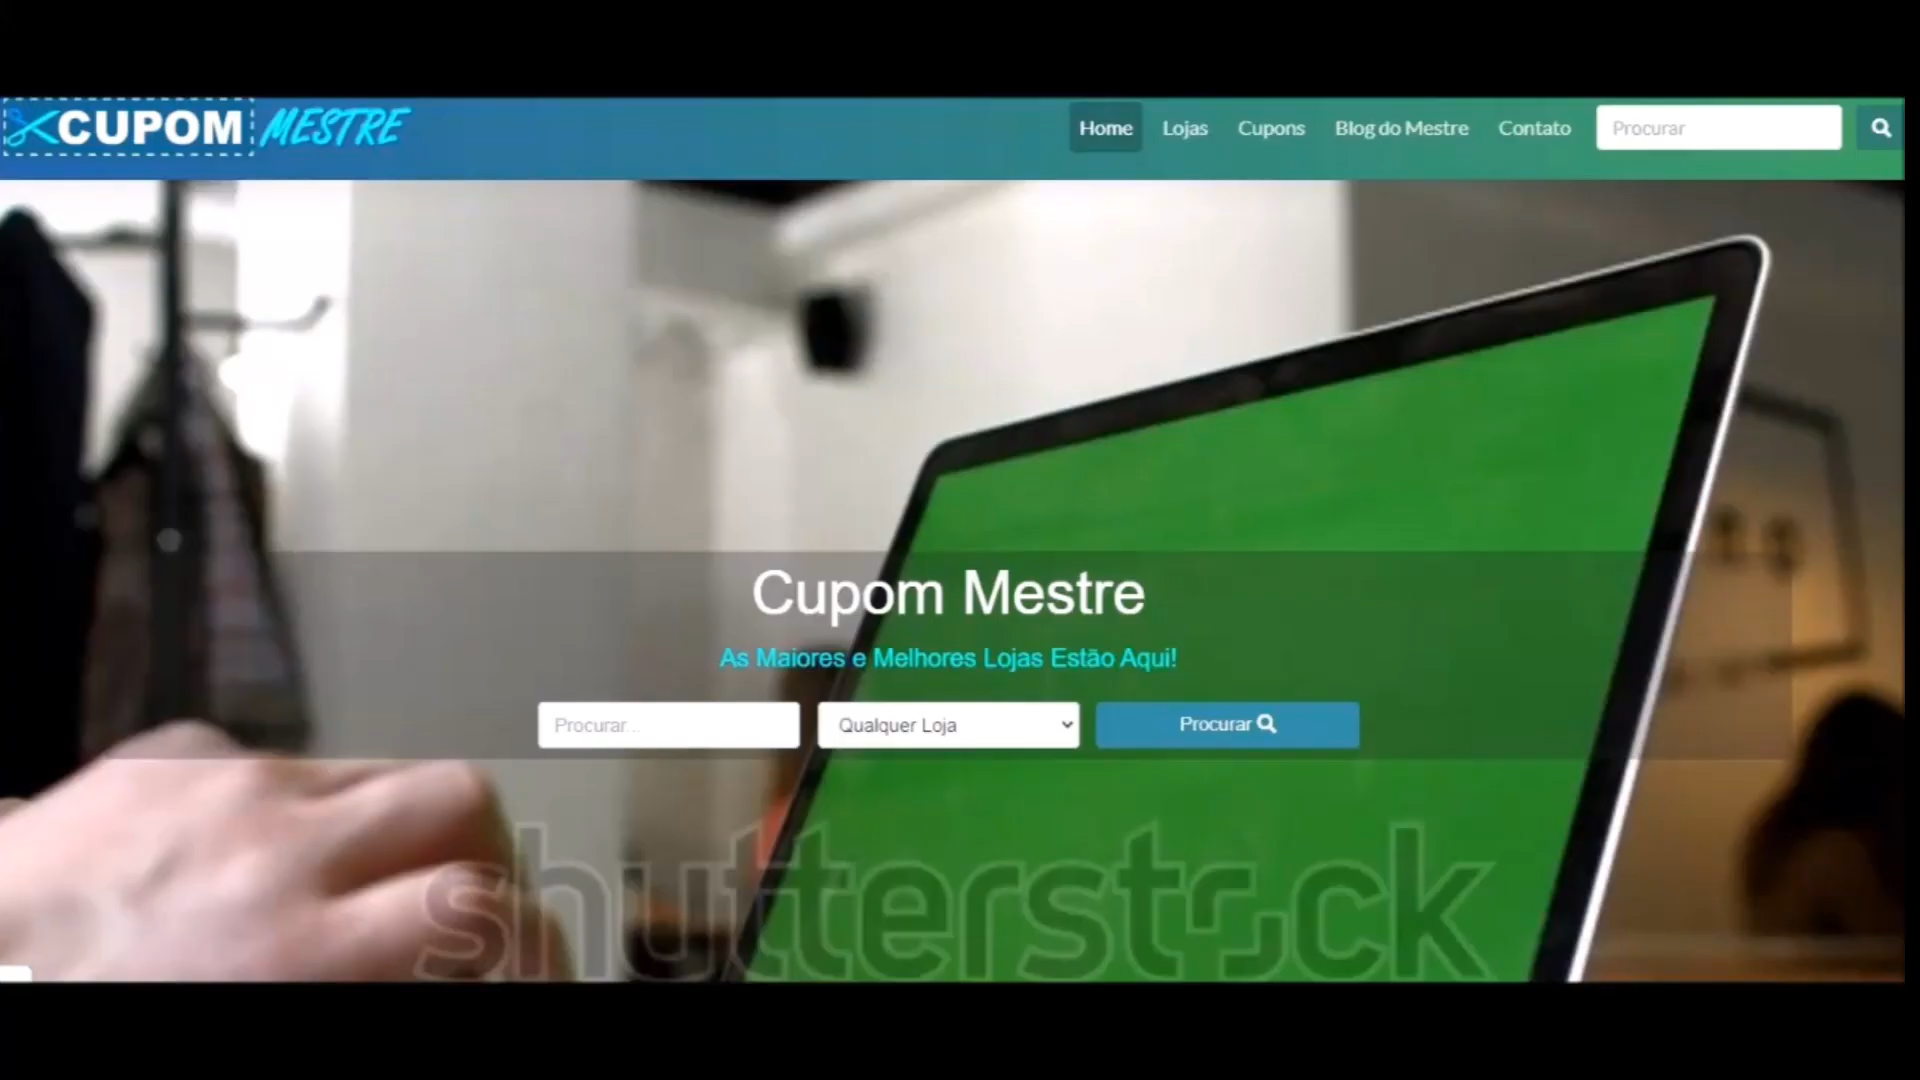 CUPOM MESTRE
Home Lojas Cupons Blog do Mestre Contato Procurar
Cupom Mestre
As Maiores e Melhores Lojas Estão Aqui!
Procurar... Qualquer Loja Procurar
shutterstock